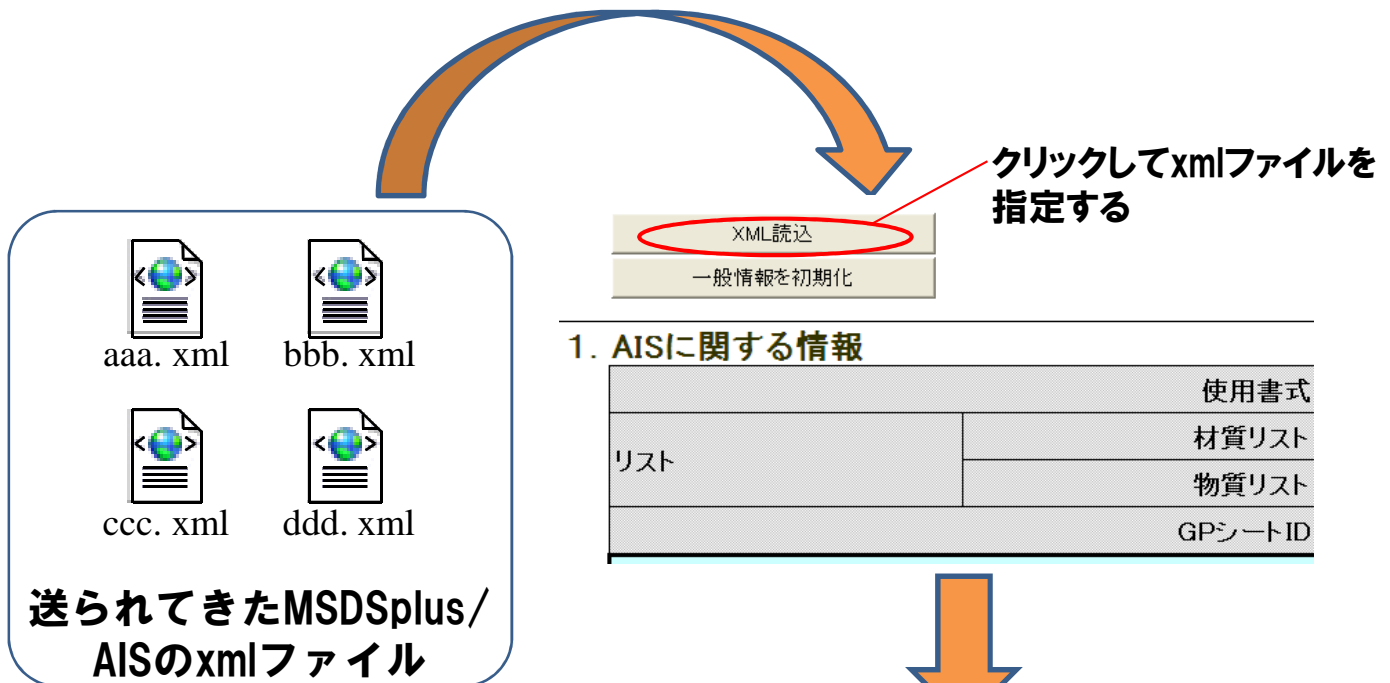 クリックしてxmlファイルを
指定する
XML読込
一般情報を初期化
aaa. xml
bbb. xml
ccc. xml
ddd. xml
送られてきたMSDSplus/
AISのxmlファイル
1. AISに関する情報
使用書式
リスト
材質リスト
物質リスト
GPシートID